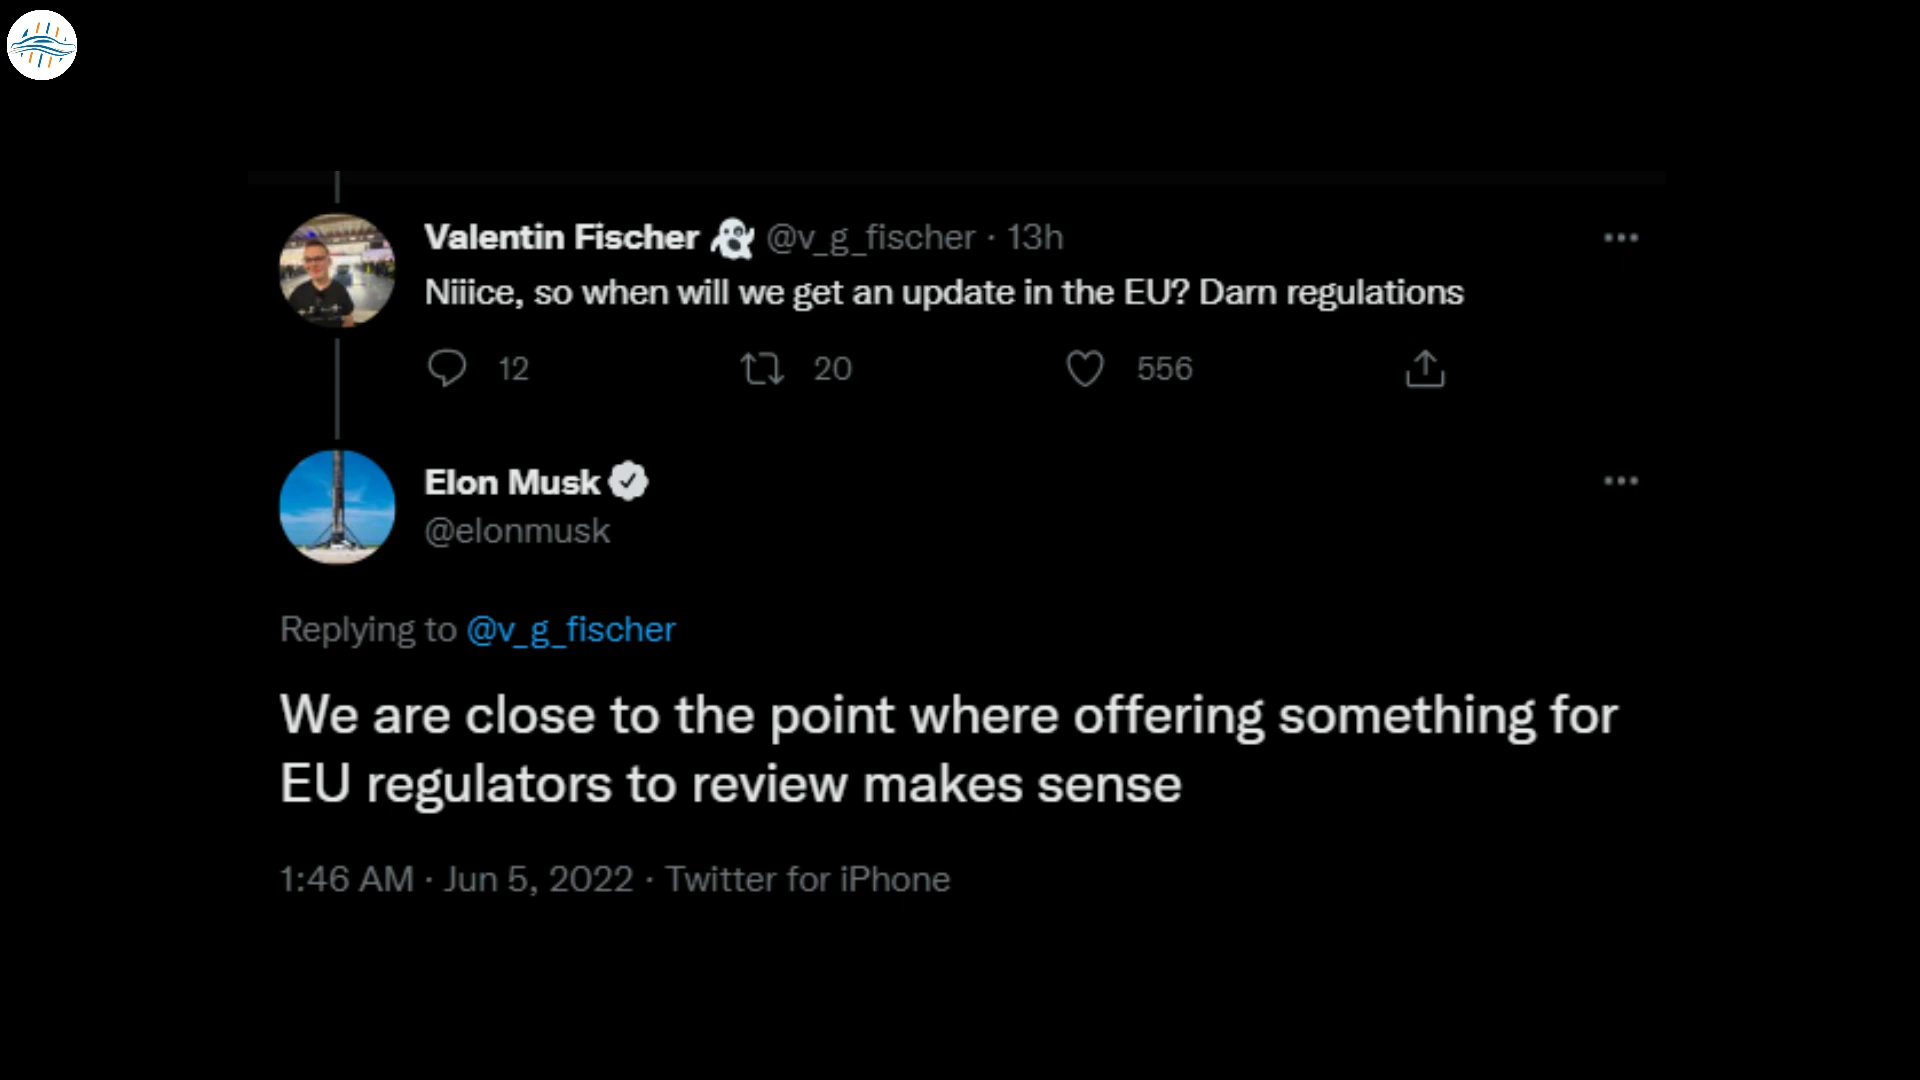 Valentin Fischer 👻 @v_g_fischer · 13h
Niiice, so when will we get an update in the EU? Darn regulations
12 20 556
Elon Musk
@elonmusk
Replying to @v_g_fischer
We are close to the point where offering something for
EU regulators to review makes sense
1:46 AM · Jun 5, 2022 · Twitter for iPhone